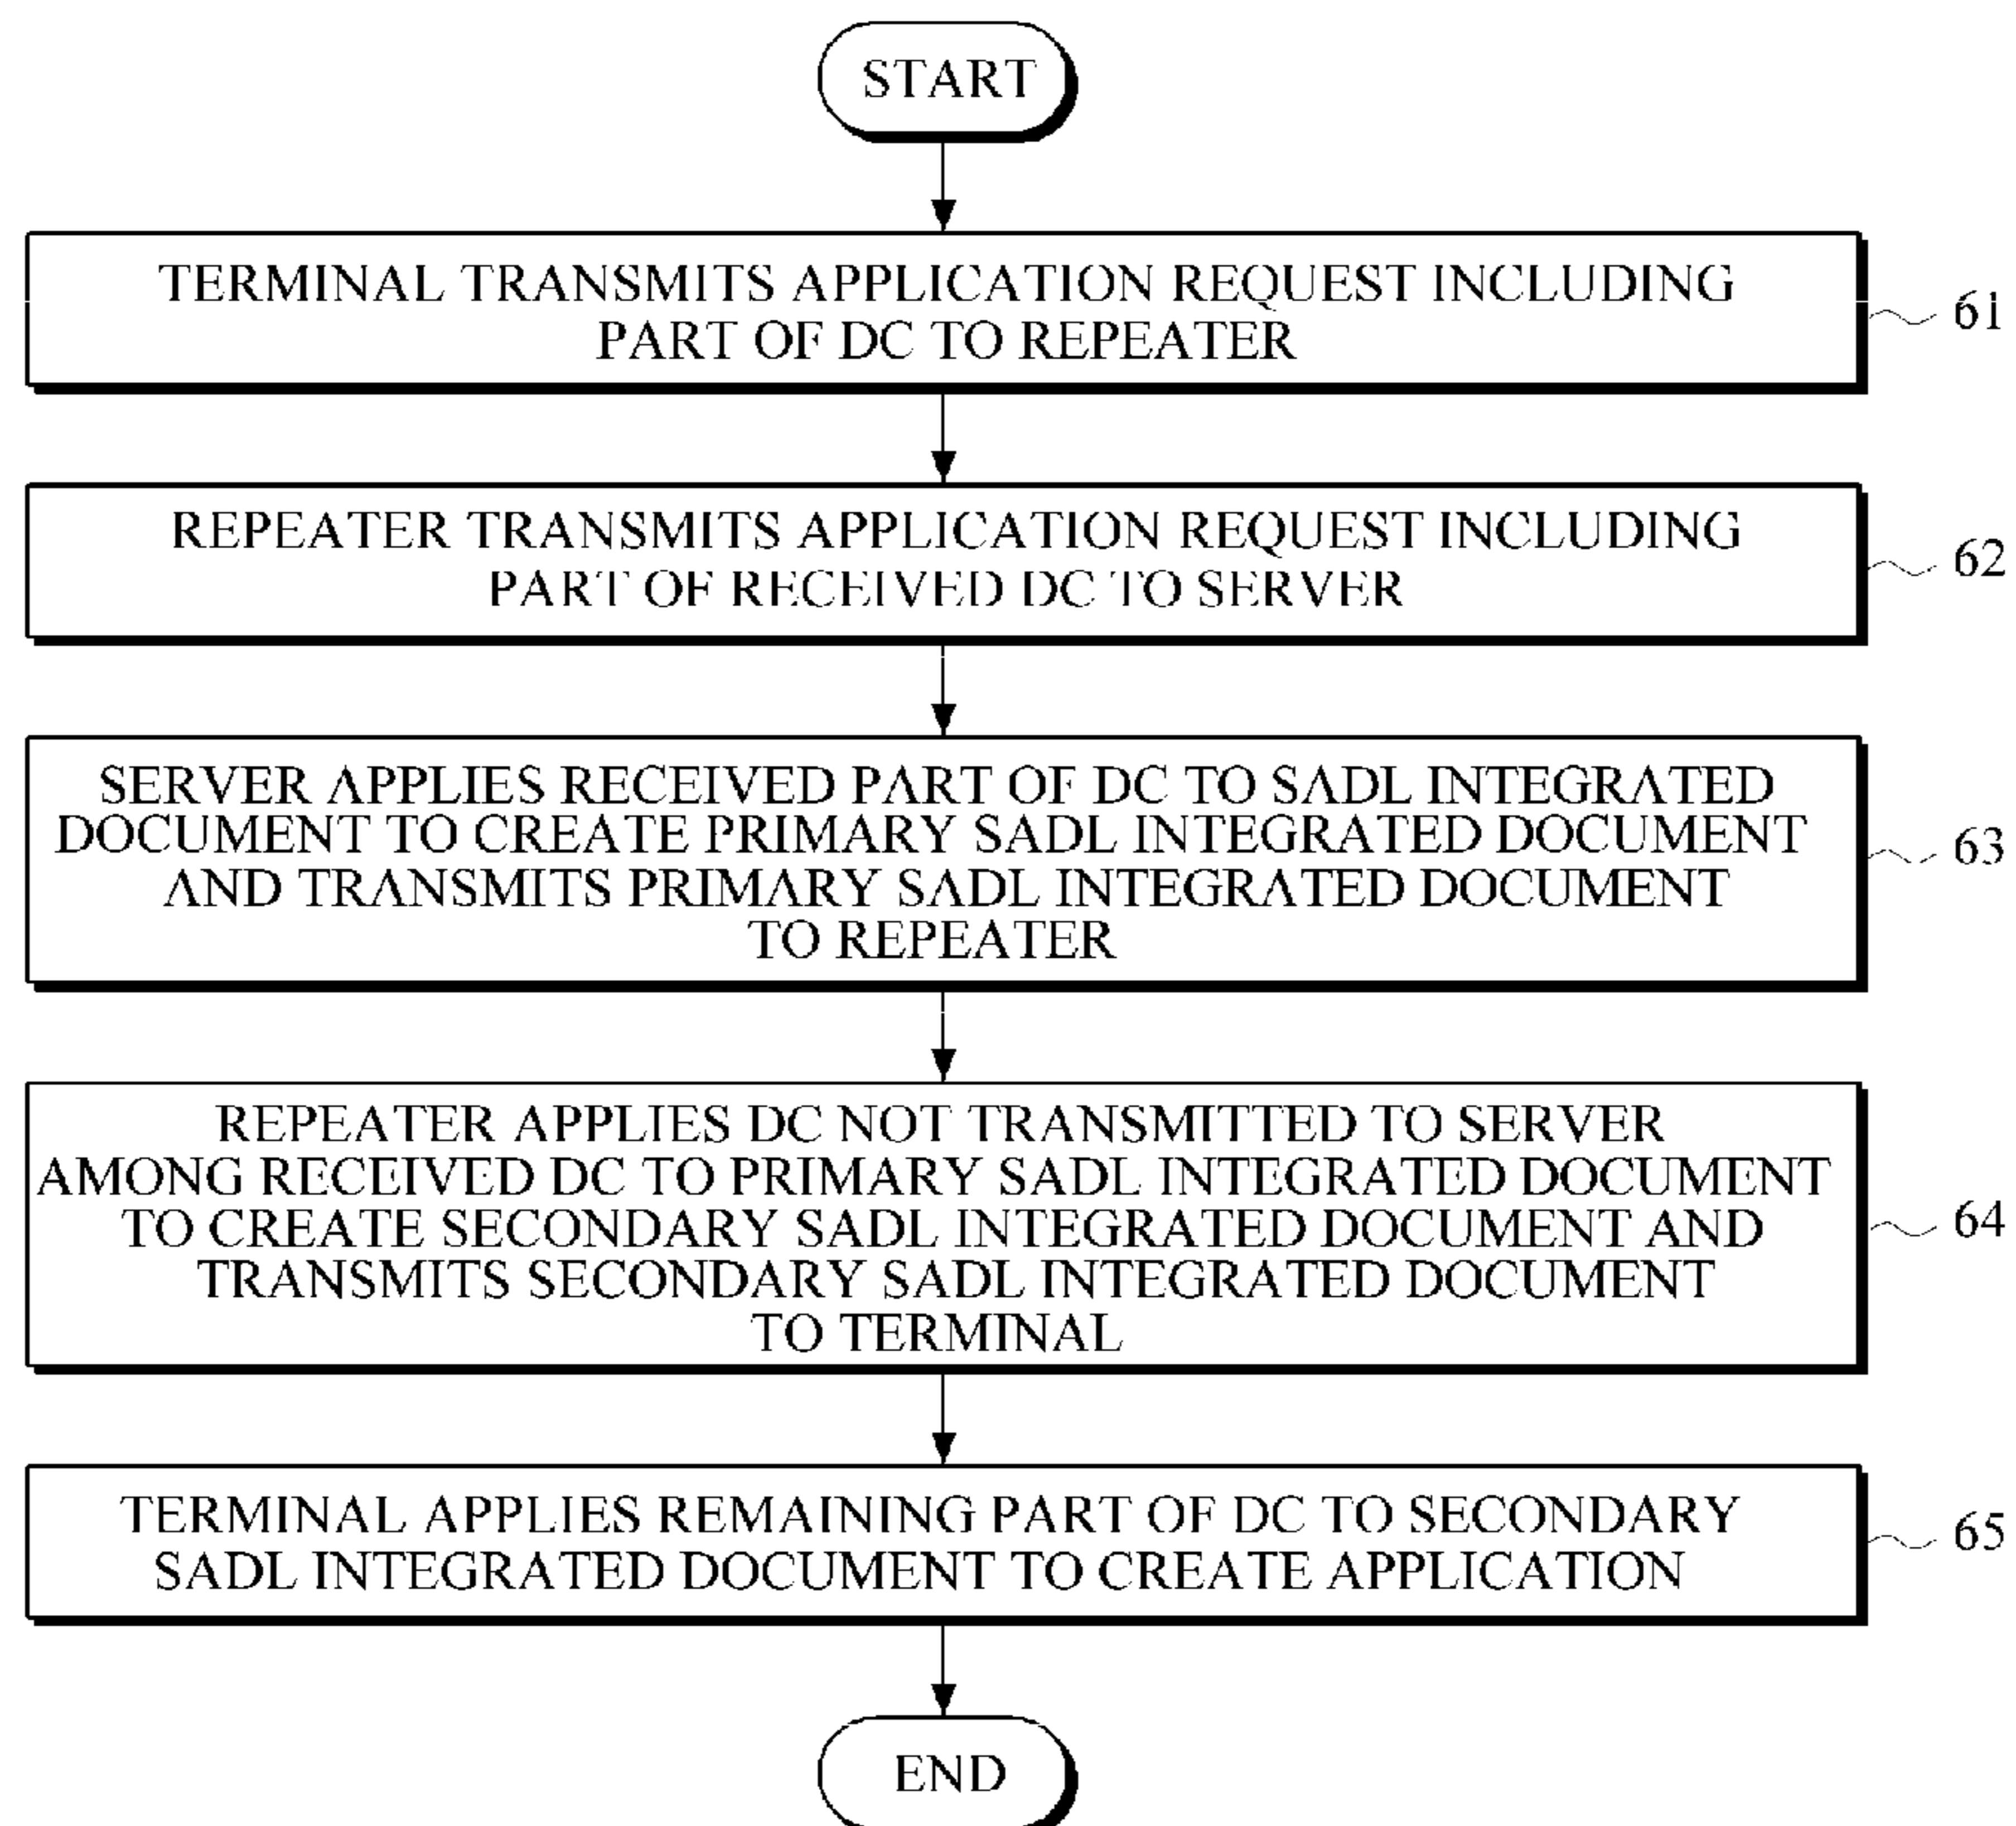 START
TERMINAL TRANSMITS APPLICATION REQUEST INCLUDING
PART OF DC TO REPEATER
61
REPEATER TRANSMITS APPLICATION REQUEST INCLUDING
PART OF RECEIVED DC TO SERVER
62
SERVER APPLIES RECEIVED PART OF DC TO SADL INTEGRATED
DOCUMENT TO CREATE PRIMARY SADL INTEGRATED DOCUMENT
AND TRANSMITS PRIMARY SADL INTEGRATED DOCUMENT
TO REPEATER
63
REPEATER APPLIES DC NOT TRANSMITTED TO SERVER
AMONG RECEIVED DC TO PRIMARY SADL INTEGRATED DOCUMENT
TO CREATE SECONDARY SADL INTEGRATED DOCUMENT AND
TRANSMITS SECONDARY SADL INTEGRATED DOCUMENT
TO TERMINAL
64
TERMINAL APPLIES REMAINING PART OF DC TO SECONDARY
SADL INTEGRATED DOCUMENT TO CREATE APPLICATION
65
END